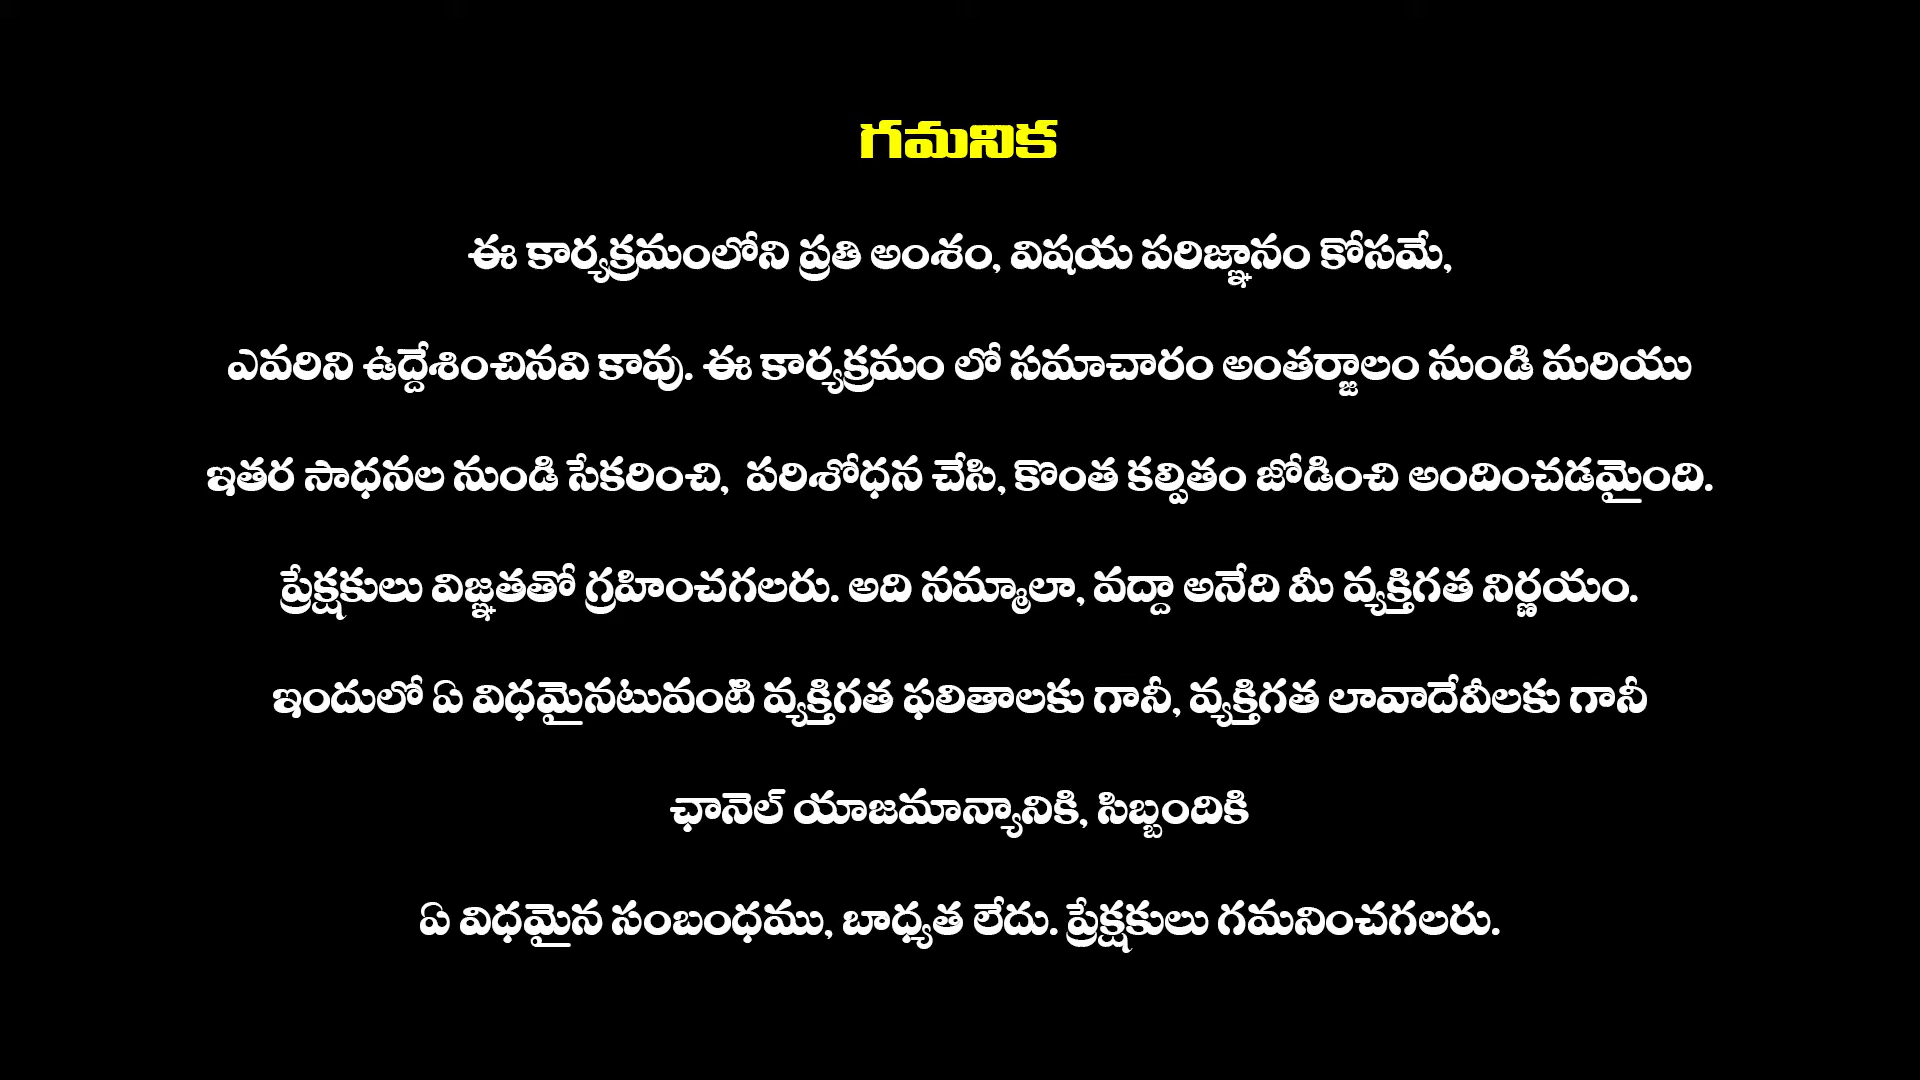 గమనిక
ఈ కార్యక్రమంలోని ప్రతి అంశం, విషయ పరిజ్ఞానం కోసమే,
ఎవరిని ఉద్దేశించినవి కావు. ఈ కార్యక్రమం లో సమాచారం అంతర్జాలం నుండి మరియు
ఇతర సాధనల నుండి సేకరించి, పరిశోధన చేసి, కొంత కల్పితం జోడించి అందించడమైంది.
ప్రేక్షకులు విజ్ఞతతో గ్రహించగలరు. అది నమ్మాలా, వద్దా అనేది మీ వ్యక్తిగత నిర్ణయం.
ఇందులో ఏ విధమైనటువంటి వ్యక్తిగత ఫలితాలకు గానీ, వ్యక్తిగత లావాదేవీలకు గానీ
ఛానెల్ యాజమాన్యానికి, సిబ్బందికి
ఏ విధమైన సంబంధము, బాధ్యత లేదు. ప్రేక్షకులు గమనించగలరు.